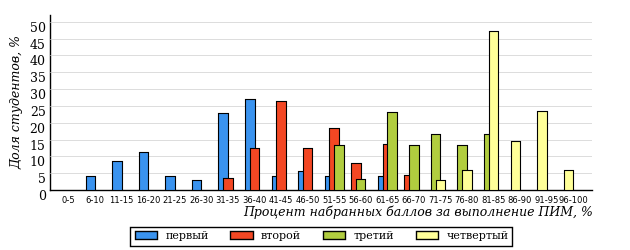 Доля студентов, %
50
45
40
35
30
25
20
15
10
5
0
0-5 6-10 11-15 16-20 21-25 26-30 31-35 36-40 41-45 46-50 51-55 56-60 61-65 66-70 71-75 76-80 81-85 86-90 91-95 96-100
Процент набранных баллов за выполнение ПИМ, %
первый второй третий четвертый